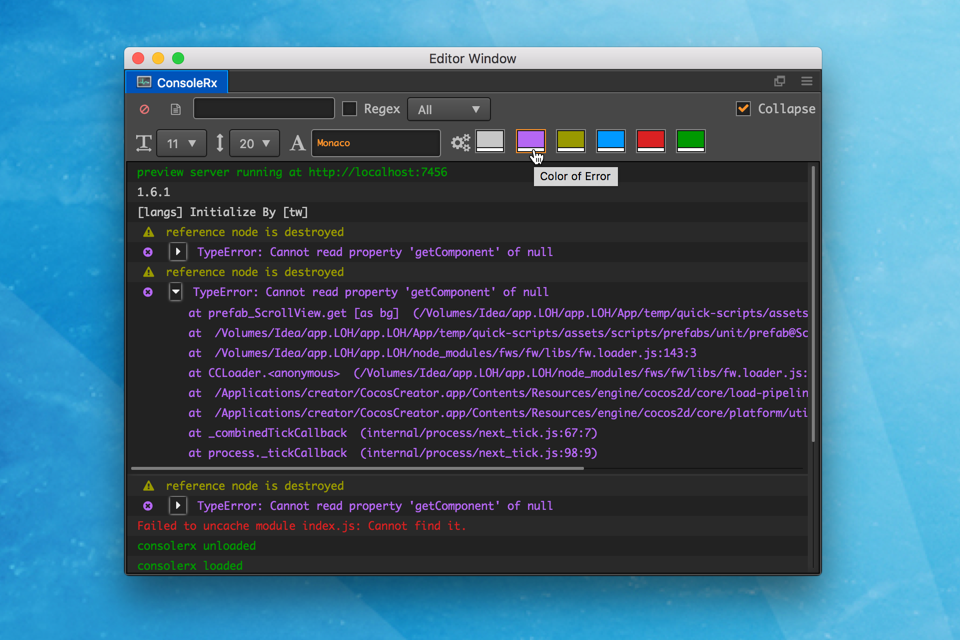 Editor Window
ConsoleRx
Regex All Collapse
11 20 A Monaco
Color of Error
preview server running at http://localhost:7456
1.6.1
[langs] Initialize By [tw]
reference node is destroyed
TypeError: Cannot read property 'getComponent' of null
reference node is destroyed
TypeError: Cannot read property 'getComponent' of null
at prefab_ScrollView.get [as bg] (/Volumes/Idea/app.LOH/app.LOH/App/temp/quick-scripts/assets
at /Volumes/Idea/app.LOH/App/temp/quick-scripts/assets/scripts/prefabs/unit/prefab@Sc
at /Volumes/Idea/app.LOH/app.LOH/node_modules/fws/fw/libs/fw.loader.js:143:3
at CCLoader.<anonymous> (/Volumes/Idea/app.LOH/app.LOH/node_modules/fws/fw/libs/fw.loader.js:
at /Applications/creator/CocosCreator.app/Contents/Resources/engine/cocos2d/core/load-pipelin
at /Applications/creator/CocosCreator.app/Contents/Resources/engine/cocos2d/core/platform/uti
at _combinedTickCallback (internal/process/next_tick.js:67:7)
at process._tickCallback (internal/process/next_tick.js:98:9)
reference node is destroyed
TypeError: Cannot read property 'getComponent' of null
Failed to uncache module index.js: Cannot find it.
consolerx unloaded
consolerx loaded